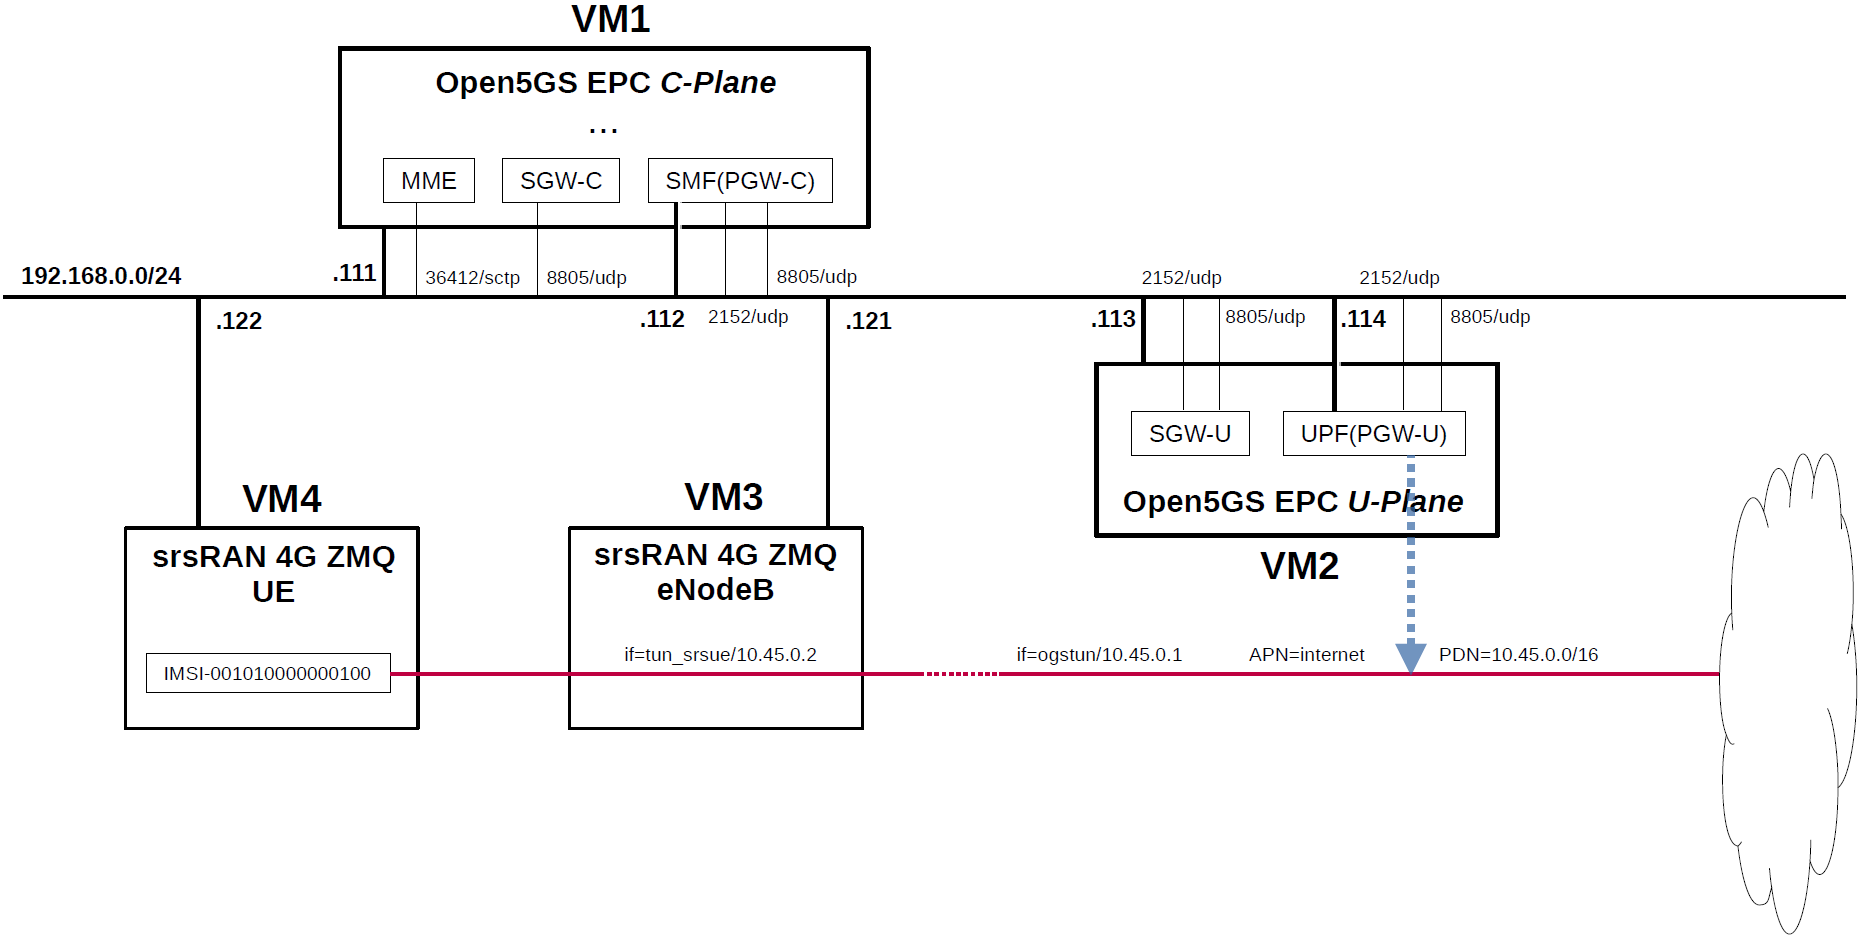 VM1
Open5GS EPC C-Plane
...
MME
SGW-C
SMF(PGW-C)
192.168.0.0/24
.111
36412/sctp
8805/udp
8805/udp
2152/udp
2152/udp
.122
.112
2152/udp
.121
.113
8805/udp
.114
8805/udp
SGW-U
UPF(PGW-U)
Open5GS EPC U-Plane
VM2
VM4
srsRAN 4G ZMQ
UE
IMSI-001010000000100
VM3
srsRAN 4G ZMQ
eNodeB
if=tun_srsue/10.45.0.2
if=ogstun/10.45.0.1
APN=internet
PDN=10.45.0.0/16